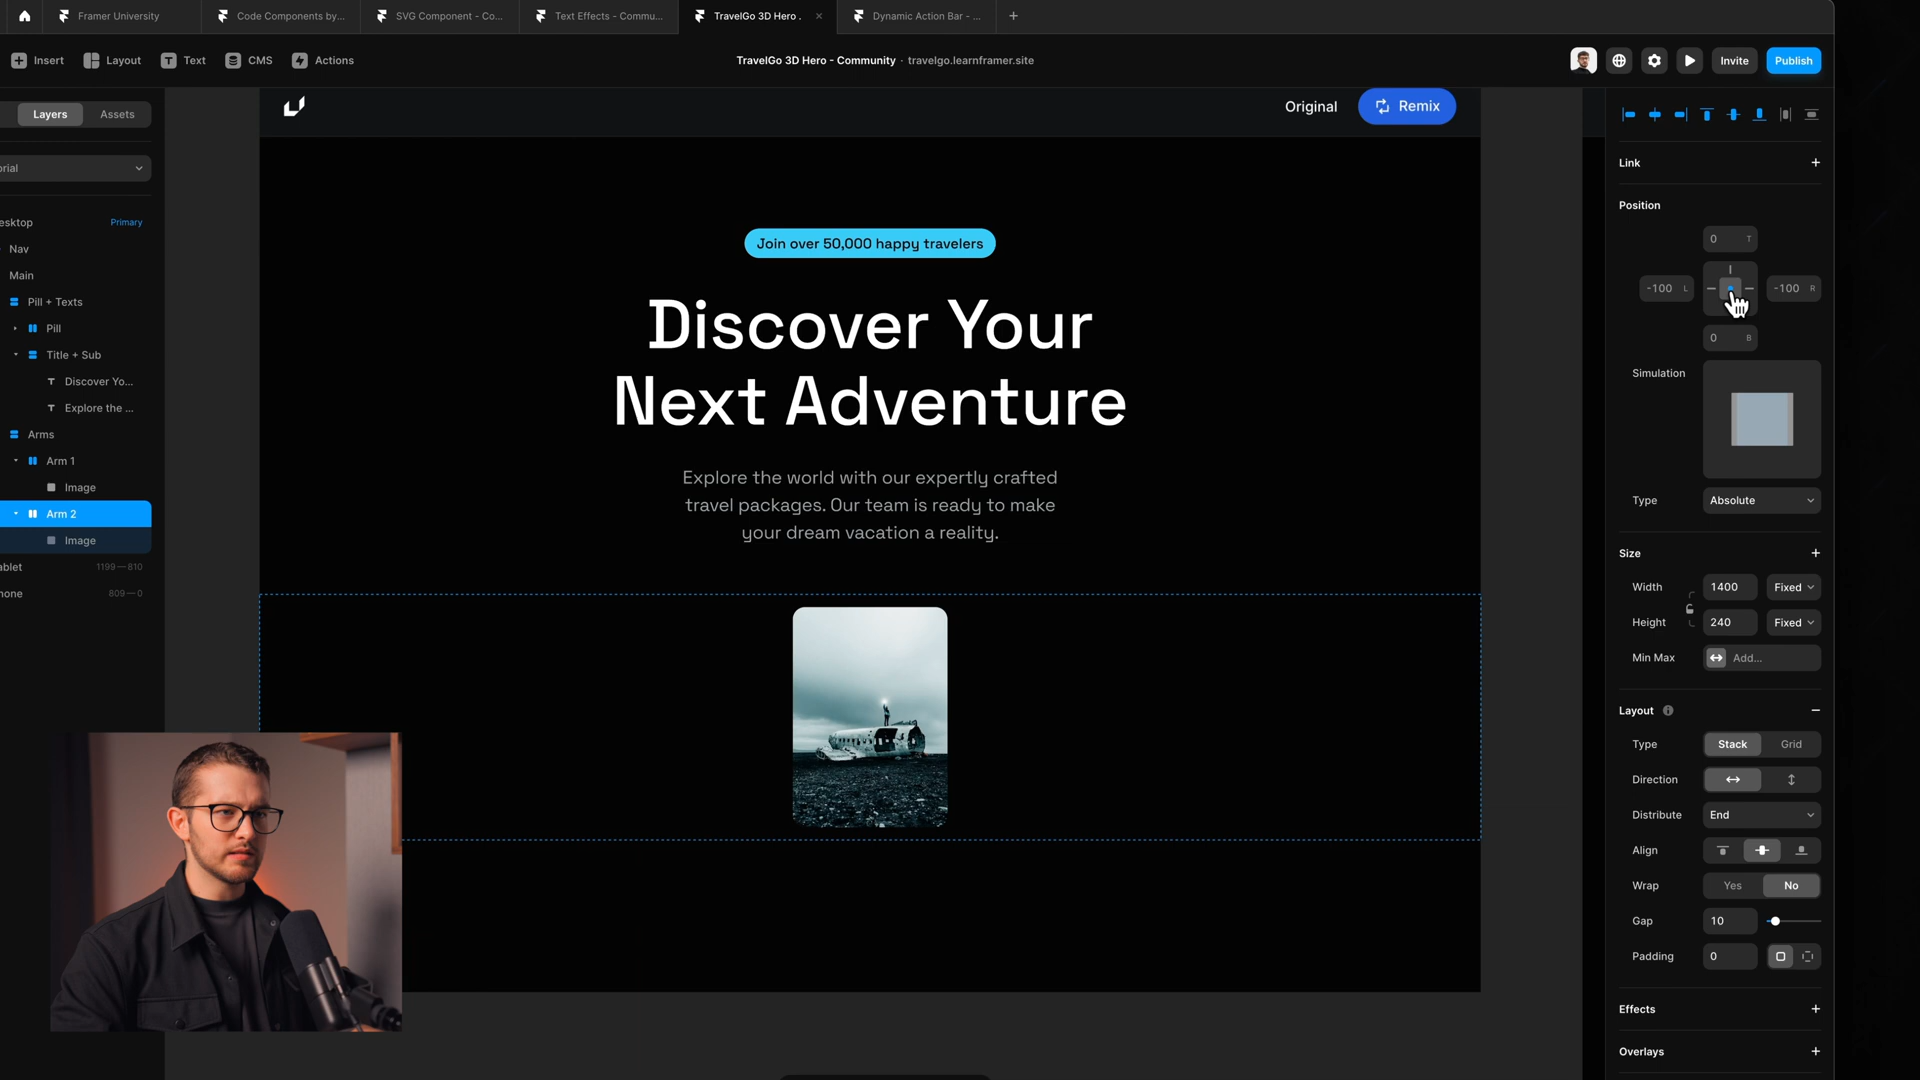 Framer University
Code Components by...
SVG Component - Co...
Text Effects - Commu...
TravelGo 3D Hero .
Dynamic Action Bar - ...
Insert
Layout
Text
CMS
Actions
TravelGo 3D Hero - Community · travelgo.learnframer.site
Invite
Publish
Layers
Assets
orial
esktop
Primary
Nav
Main
Pill + Texts
Pill
Title + Sub
Discover Yo...
Explore the ...
Arms
Arm 1
Image
Arm 2
Image
ablet
1199—810
hone
809—0
Original
Remix
Join over 50,000 happy travelers
Discover Your
Next Adventure
Explore the world with our expertly crafted
travel packages. Our team is ready to make
your dream vacation a reality.
Link
Position
0 T
-100 L
-100 R
0 B
Simulation
Type
Absolute
Size
Width
1400
Fixed
Height
240
Fixed
Min Max
Add...
Layout
Type
Stack
Grid
Direction
Distribute
End
Align
Wrap
Yes
No
Gap
10
Padding
0
Effects
Overlays